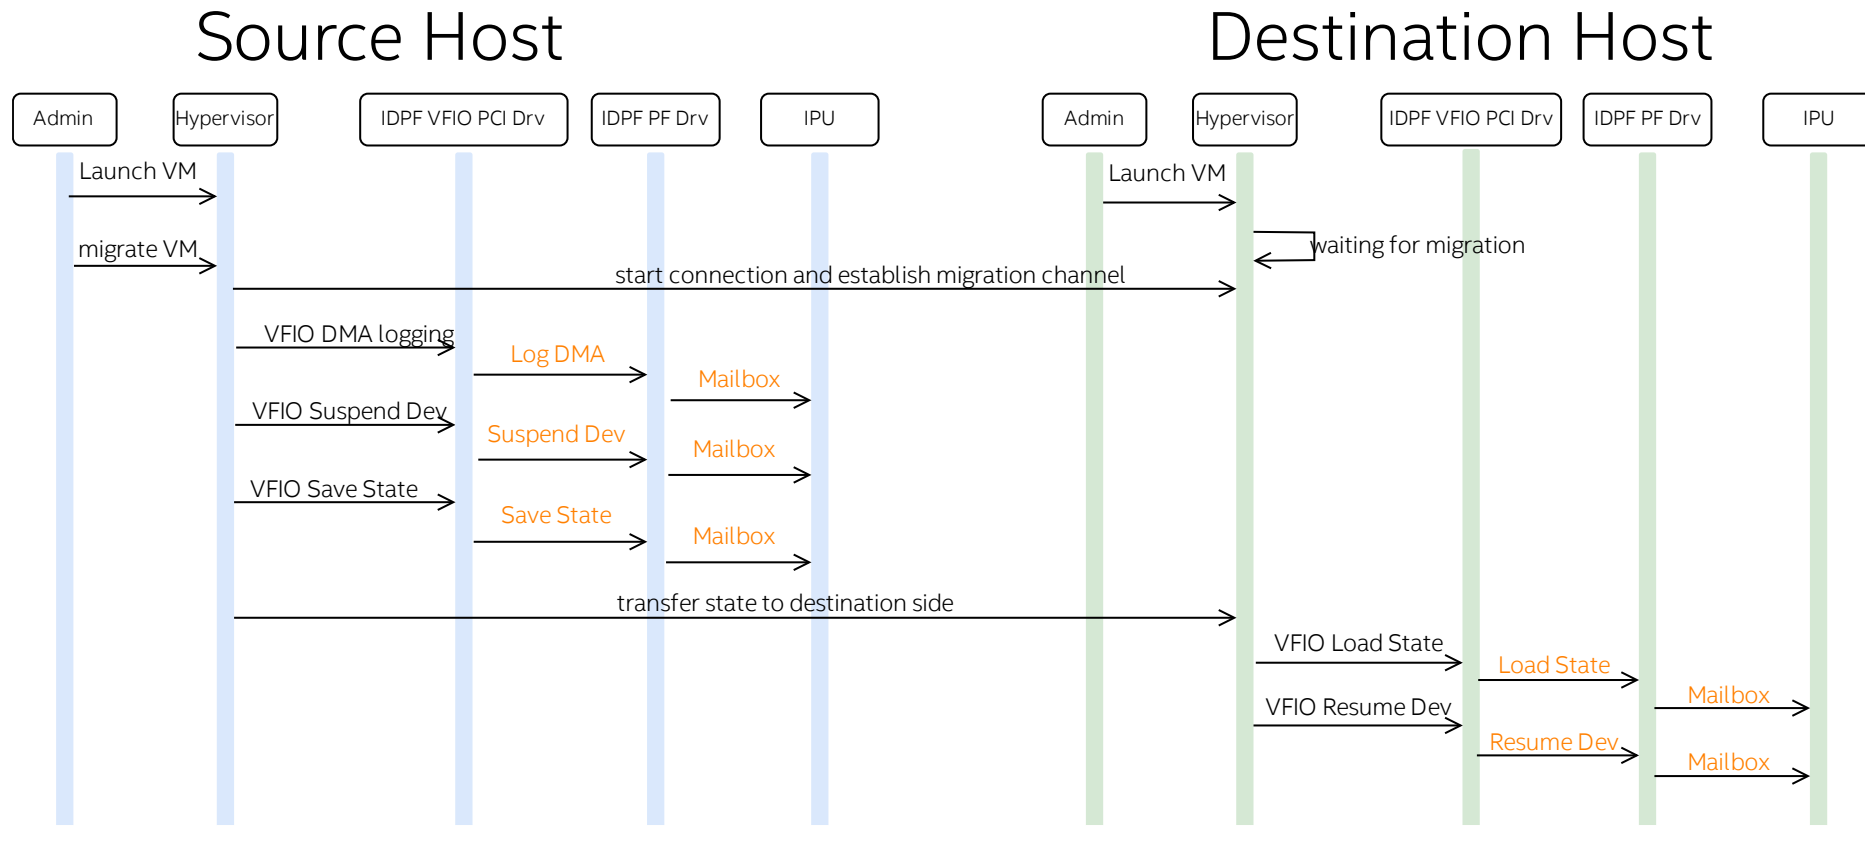 Source Host
Destination Host
Admin
Hypervisor
IDPF VFIO PCI Drv
IDPF PF Drv
IPU
Admin
Hypervisor
IDPF VFIO PCI Drv
IDPF PF Drv
IPU
Launch VM
Launch VM
migrate VM
waiting for migration
start connection and establish migration channel
VFIO DMA logging
Log DMA
Mailbox
VFIO Suspend Dev
Suspend Dev
Mailbox
VFIO Save State
Save State
Mailbox
transfer state to destination side
VFIO Load State
Load State
Mailbox
VFIO Resume Dev
Resume Dev
Mailbox